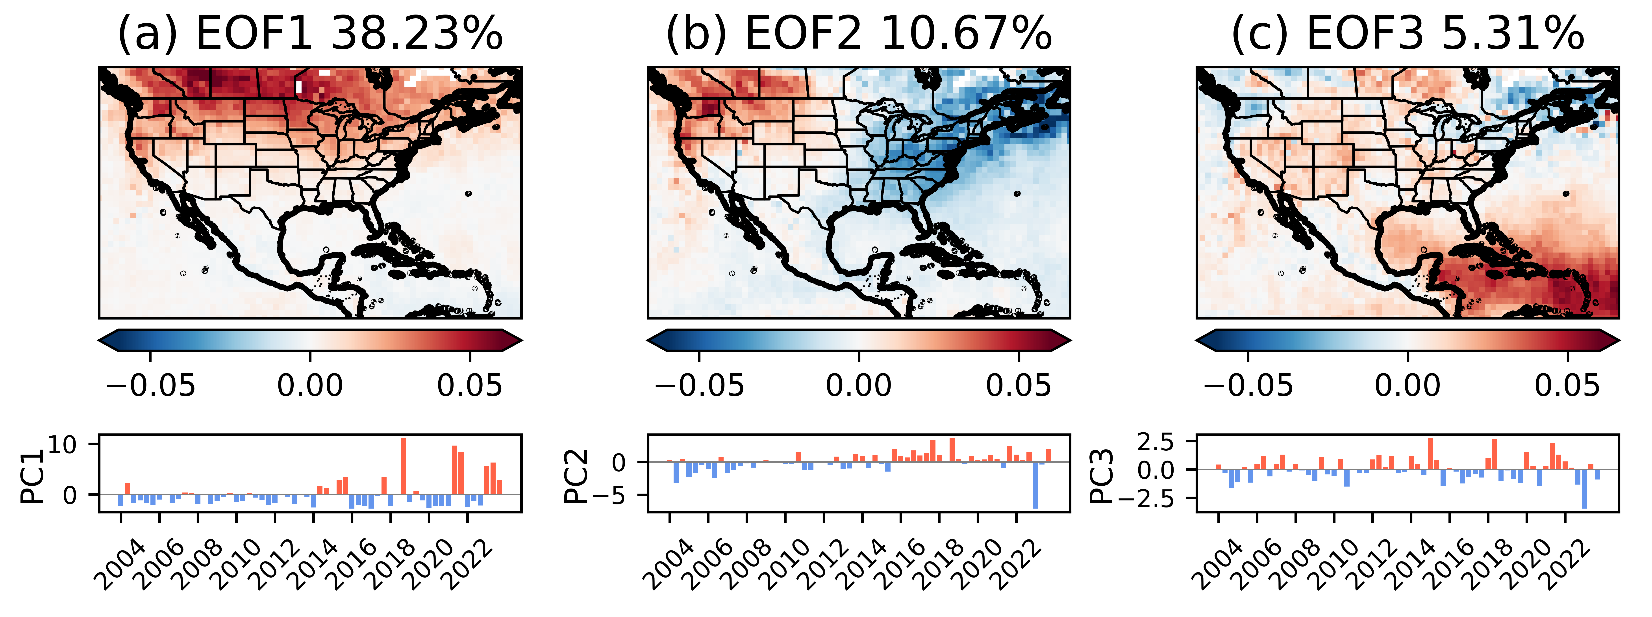 (a) EOF1 38.23%
(b) EOF2 10.67%
(c) EOF3 5.31%
−0.05 0.00 0.05
−0.05 0.00 0.05
−0.05 0.00 0.05
PC1
10
0
2004 2006 2008 2010 2012 2014 2016 2018 2020 2022
PC2
0
−5
2004 2006 2008 2010 2012 2014 2016 2018 2020 2022
PC3
2.5
0.0
−2.5
2004 2006 2008 2010 2012 2014 2016 2018 2020 2022